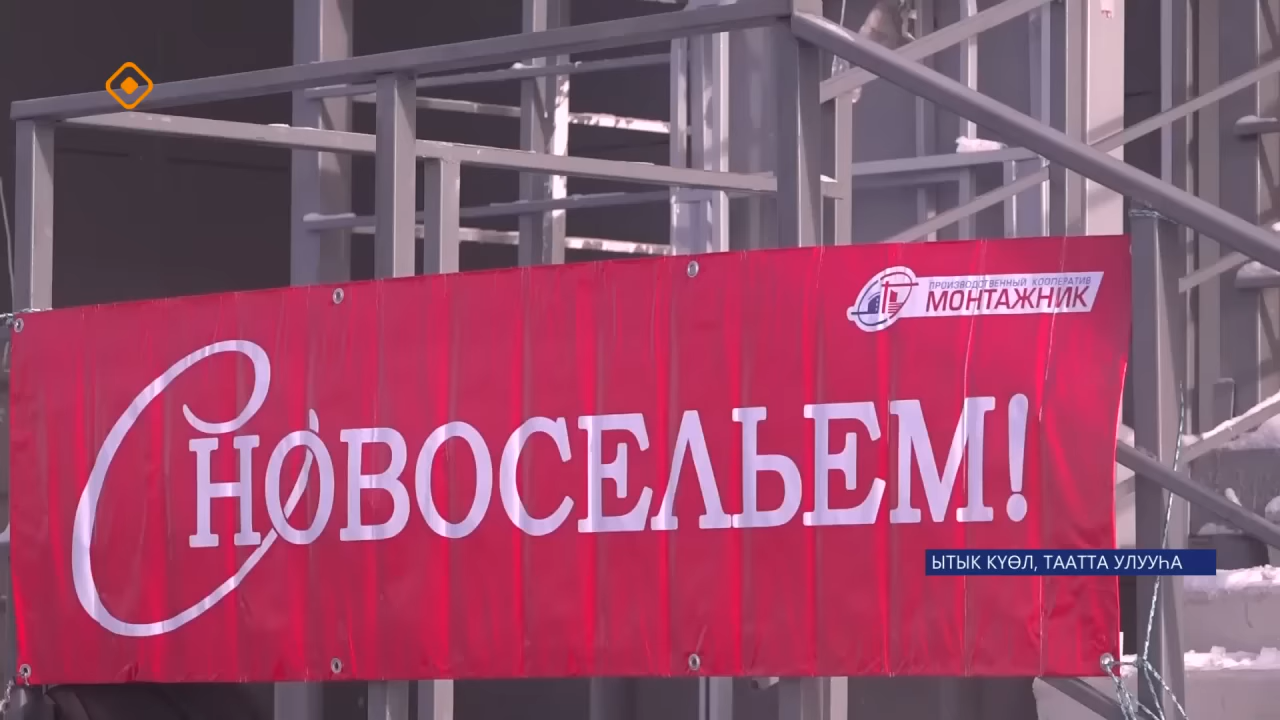 ПРОИЗВОДСТВЕННЫЙ КООПЕРАТИВ
МОНТАЖНИК
С НОВОСЕЛЬЕМ!
ЫТЫК КҮӨЛ, ТААТТА УЛУУҺА